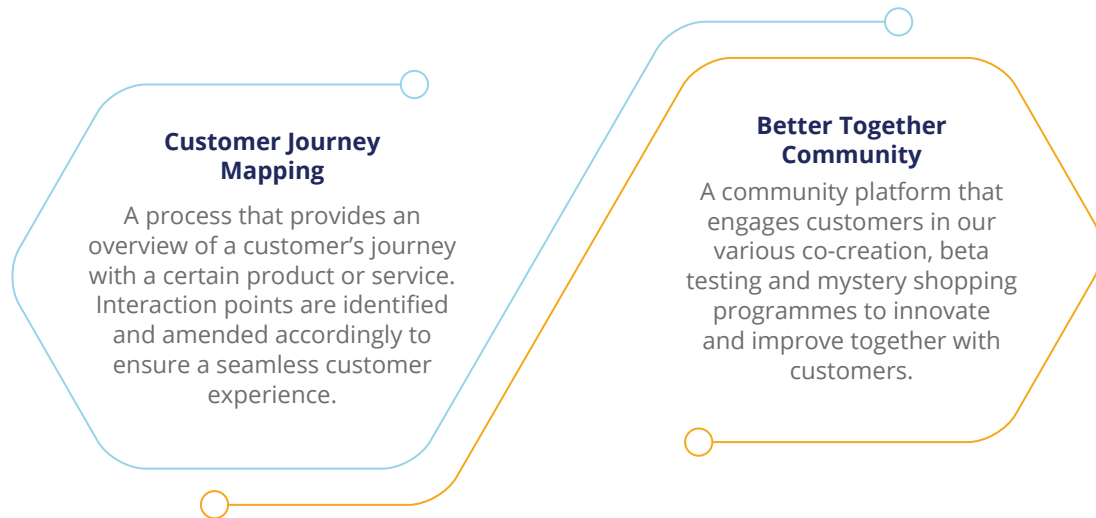 Customer Journey
Mapping
A process that provides an
overview of a customer’s journey
with a certain product or service.
Interaction points are identified
and amended accordingly to
ensure a seamless customer
experience.
Better Together
Community
A community platform that
engages customers in our
various co-creation, beta
testing and mystery shopping
programmes to innovate
and improve together with
customers.